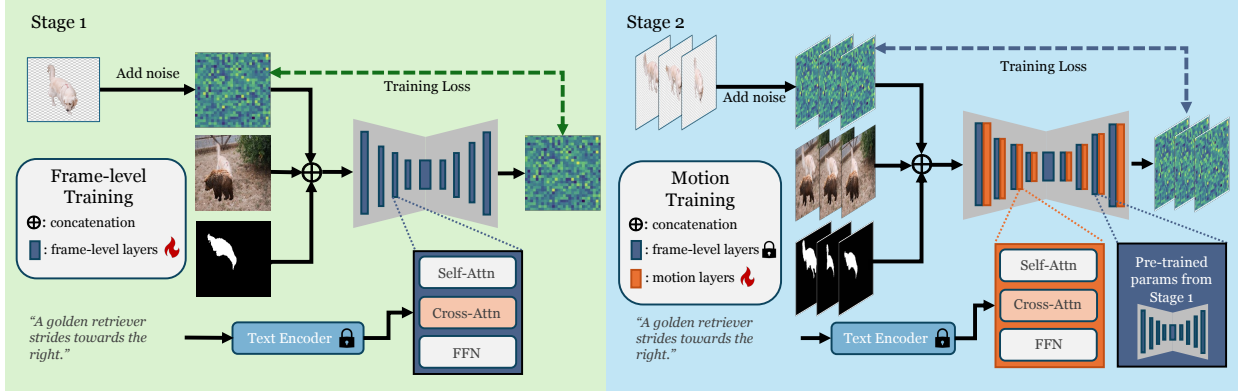 Stage 1
Add noise
Training Loss
Frame-level
Training
: concatenation
: frame-level layers
Self-Attn
Cross-Attn
FFN
“A golden retriever
strides towards the
right.”
Text Encoder
Stage 2
Add noise
Training Loss
Motion
Training
: concatenation
: frame-level layers
: motion layers
Self-Attn
Cross-Attn
FFN
Pre-trained
params from
Stage 1
“A golden retriever
strides towards the
right.”
Text Encoder